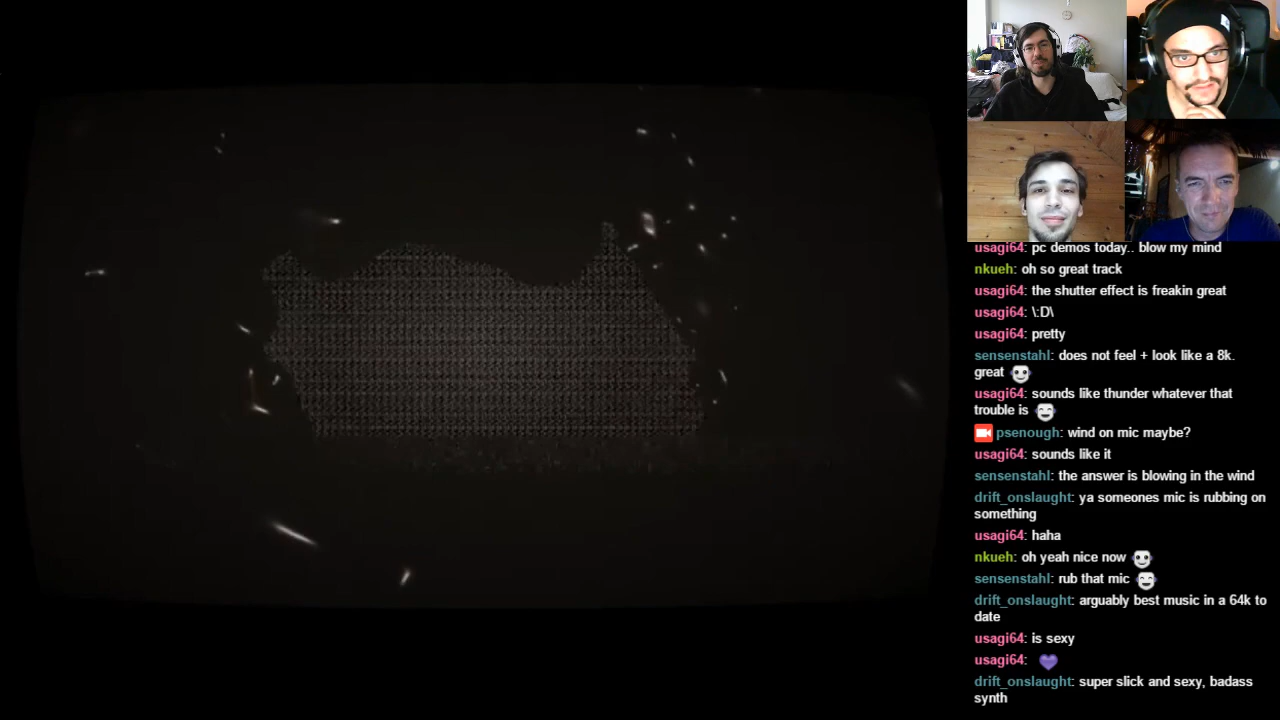 usagi64: pc demos today.. blow my mind
nkueh: oh so great track
usagi64: the shutter effect is freakin great
usagi64: \:D\
usagi64: pretty
sensenstahl: does not feel + look like a 8k.
great
usagi64: sounds like thunder whatever that
trouble is
psenough: wind on mic maybe?
usagi64: sounds like it
sensenstahl: the answer is blowing in the wind
drift_onslaught: ya someones mic is rubbing on
something
usagi64: haha
nkueh: oh yeah nice now
sensenstahl: rub that mic
drift_onslaught: arguably best music in a 64k to
date
usagi64: is sexy
usagi64:
drift_onslaught: super slick and sexy, badass
synth